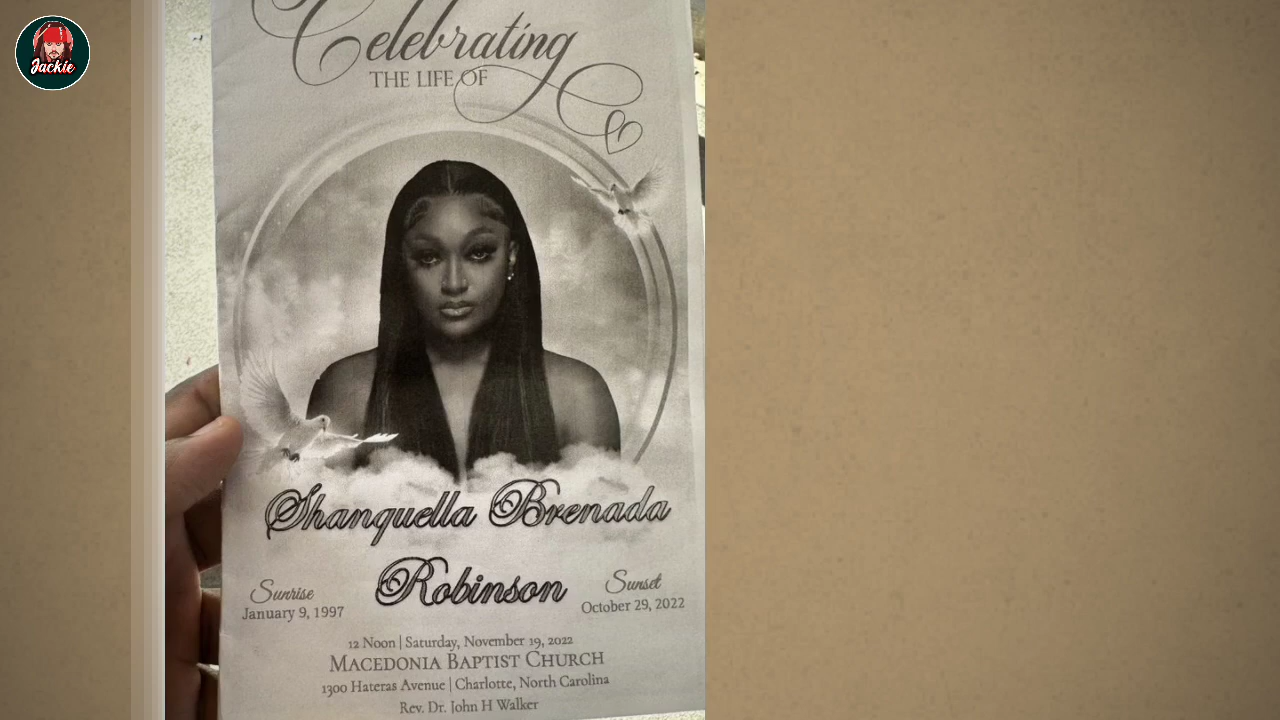 Jackie
Celebrating
THE LIFE OF
Shanquella Brenada
Robinson
Sunrise
January 9, 1997
Sunset
October 29, 2022
12 Noon | Saturday, November 19, 2022
MACEDONIA BAPTIST CHURCH
1300 Hateras Avenue | Charlotte, North Carolina
Rev. Dr. John H Walker